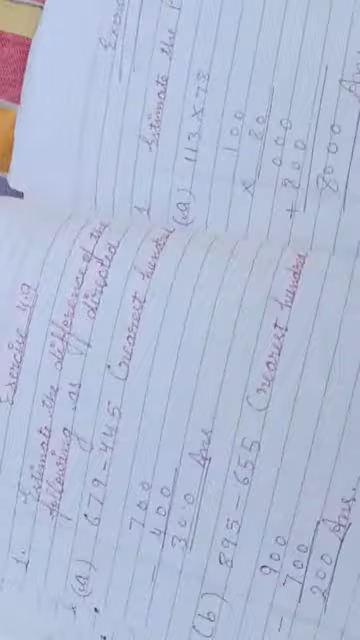 Exercise 4.9
1. Estimate the difference of the
following as directed
(a) 679-445 (nearest hundred
700
- 400
300 Ans.
(b) 895-655 (nearest hundred
900
- 700
200 Ans.
1 Estimate the
(a) 113 × 78
100
× 80
000
+ 800
8000 Ans